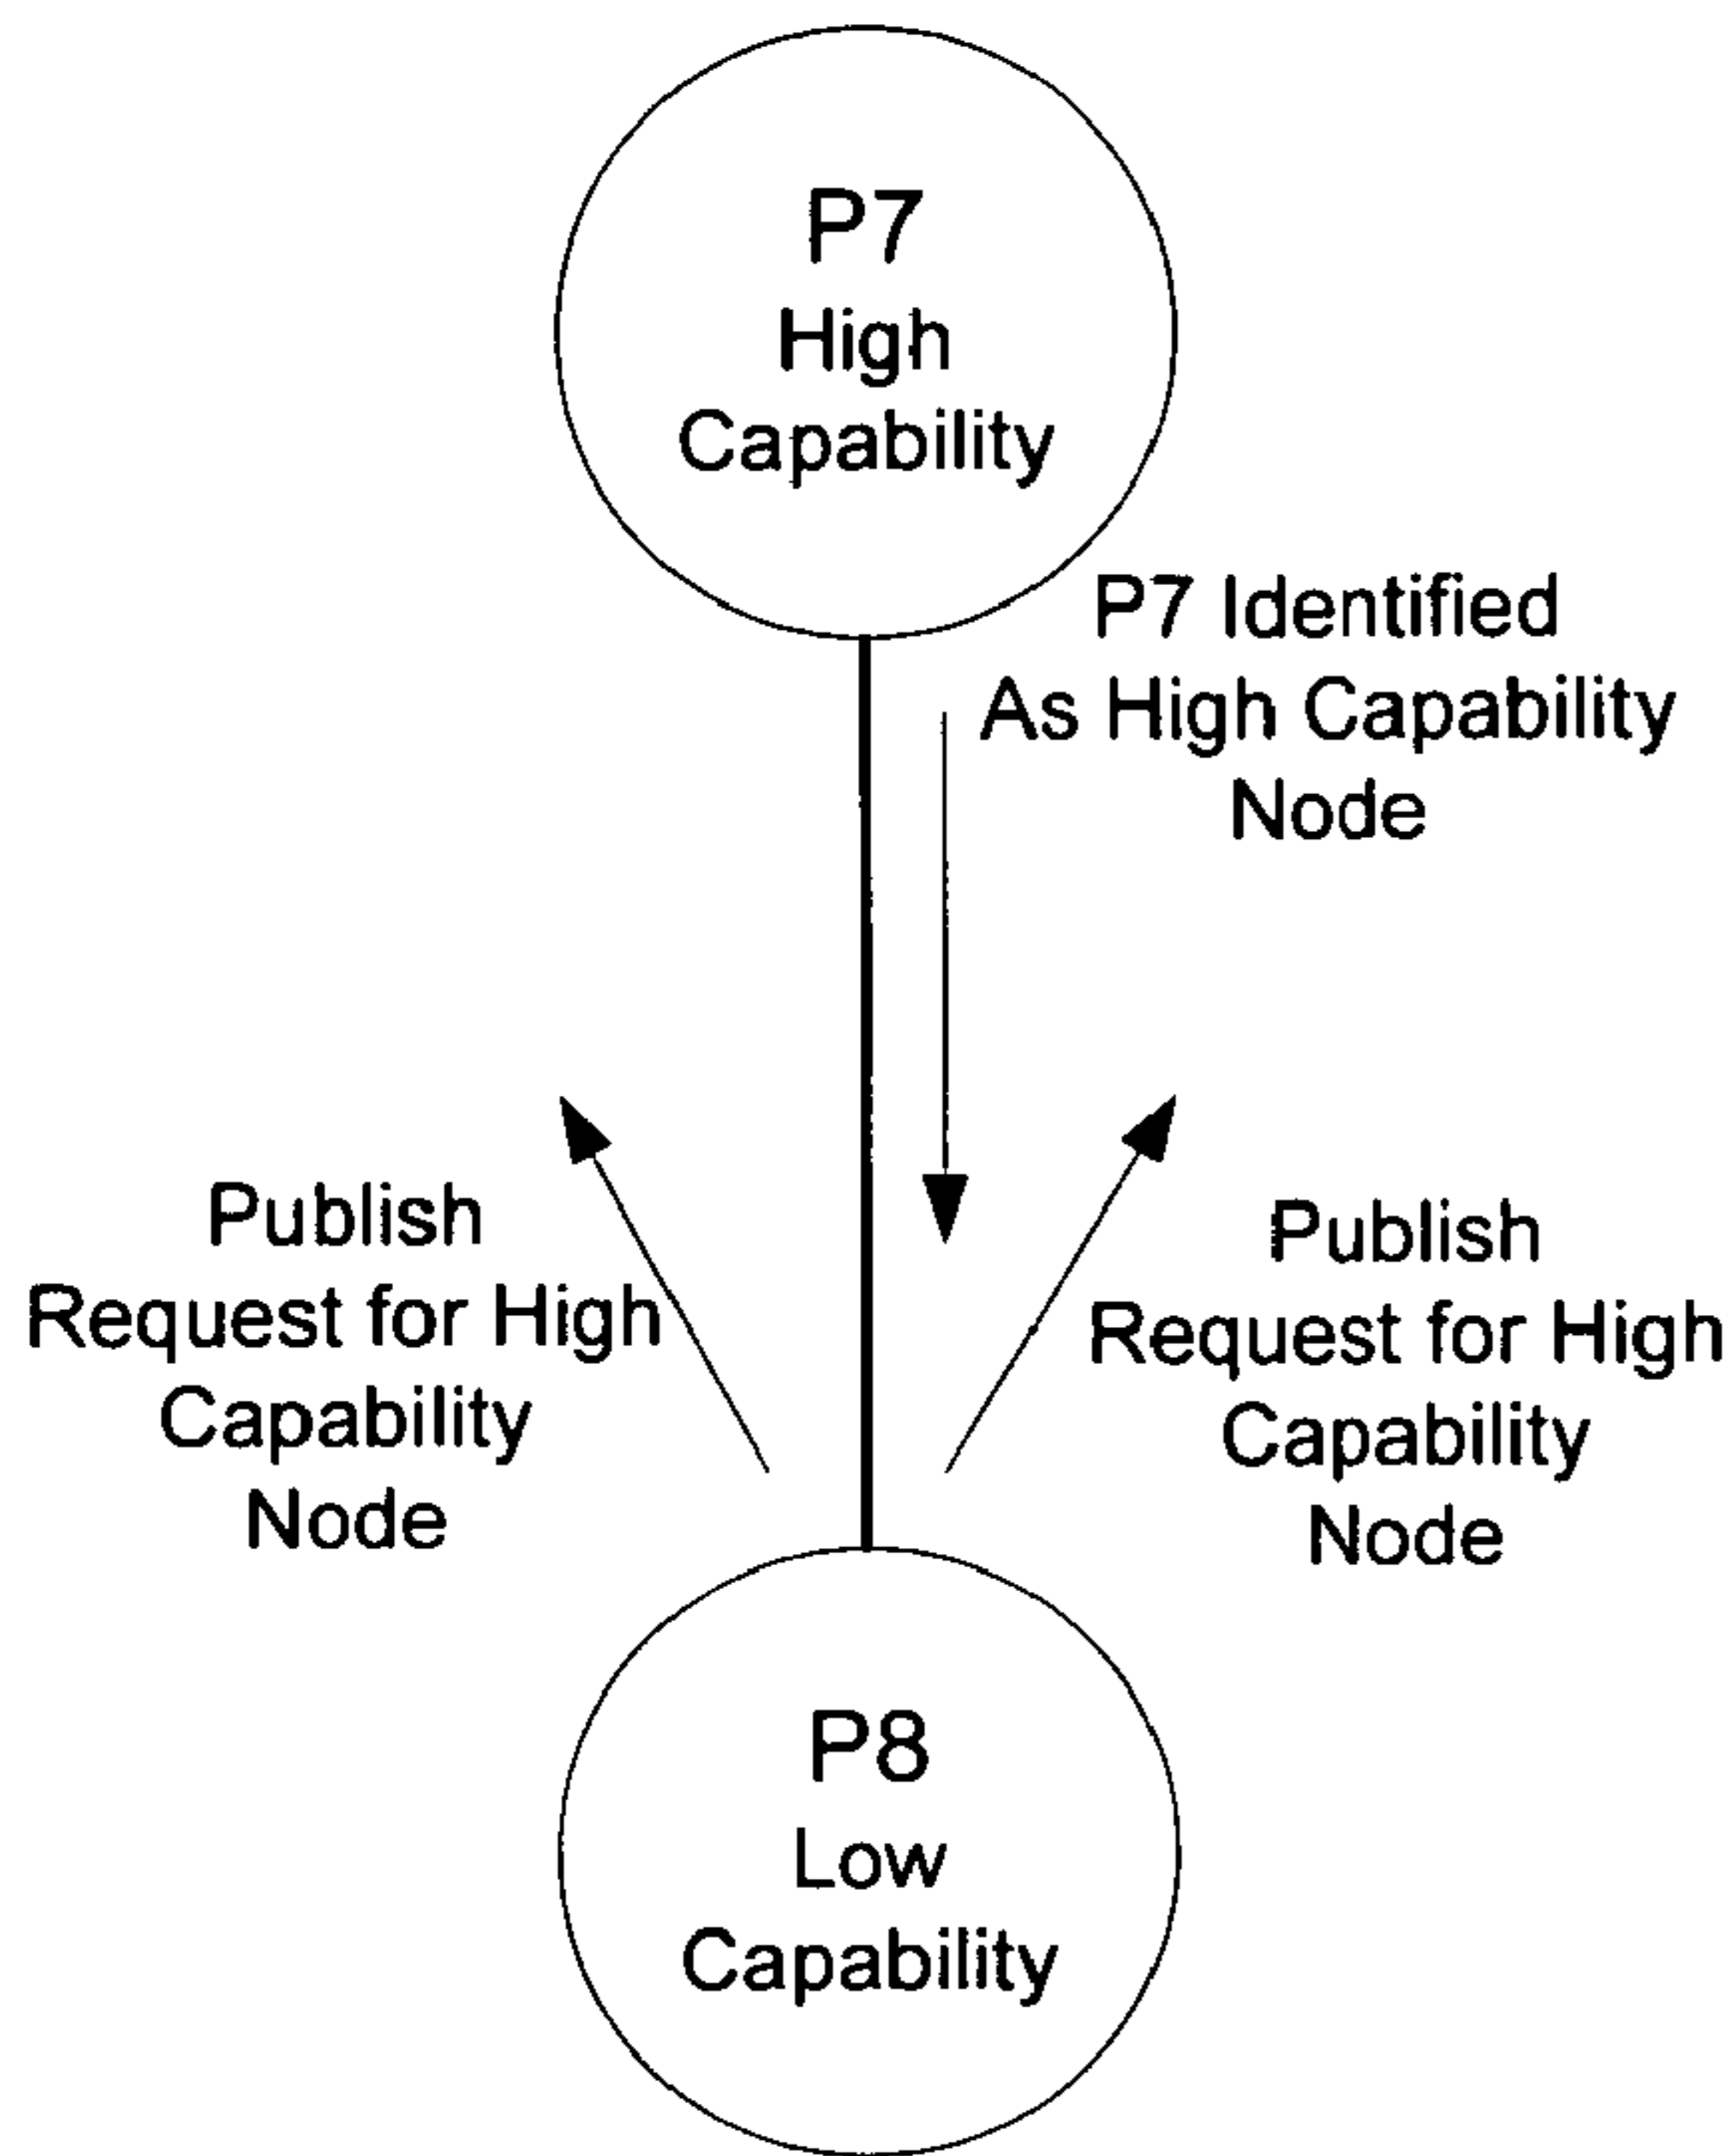 P7
High
Capability
P7 Identified
As High Capability
Node
Publish
Request for High
Capability
Node
Publish
Request for High
Capability
Node
P8
Low
Capability